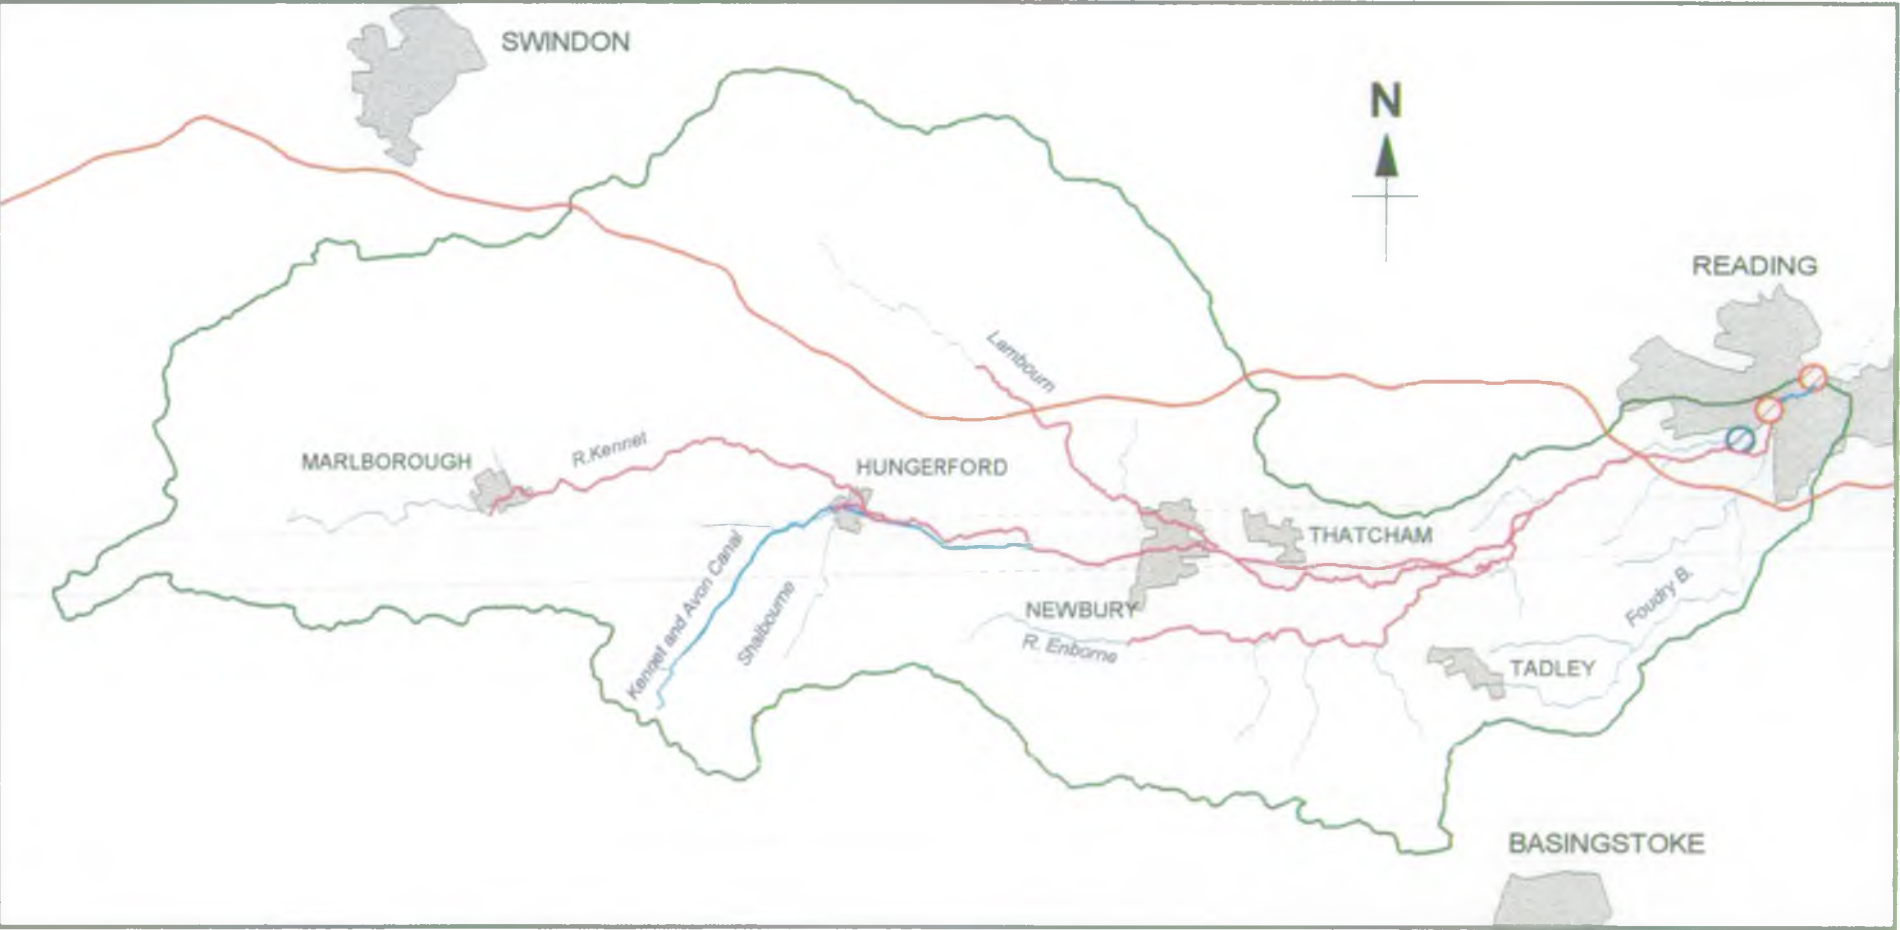 SWINDON
N
READING
Lambourn
R.Kennet
MARLBOROUGH
HUNGERFORD
THATCHAM
Kennet and Avon Canal
Shalbourne
NEWBURY
R. Enborne
Foudry B.
TADLEY
BASINGSTOKE